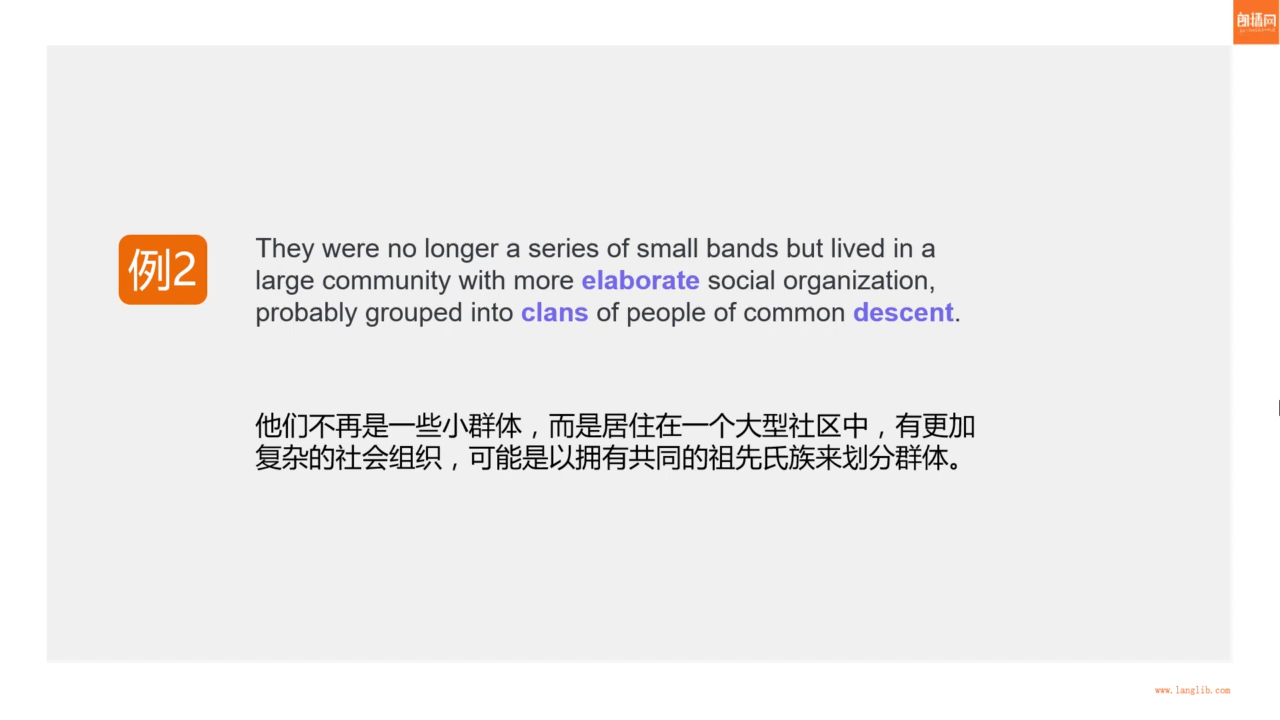 朗播网
例2
They were no longer a series of small bands but lived in a
large community with more elaborate social organization,
probably grouped into clans of people of common descent.
他们不再是一些小群体，而是居住在一个大型社区中，有更加
复杂的社会组织，可能是以拥有共同的祖先氏族来划分群体。
www.langlib.com